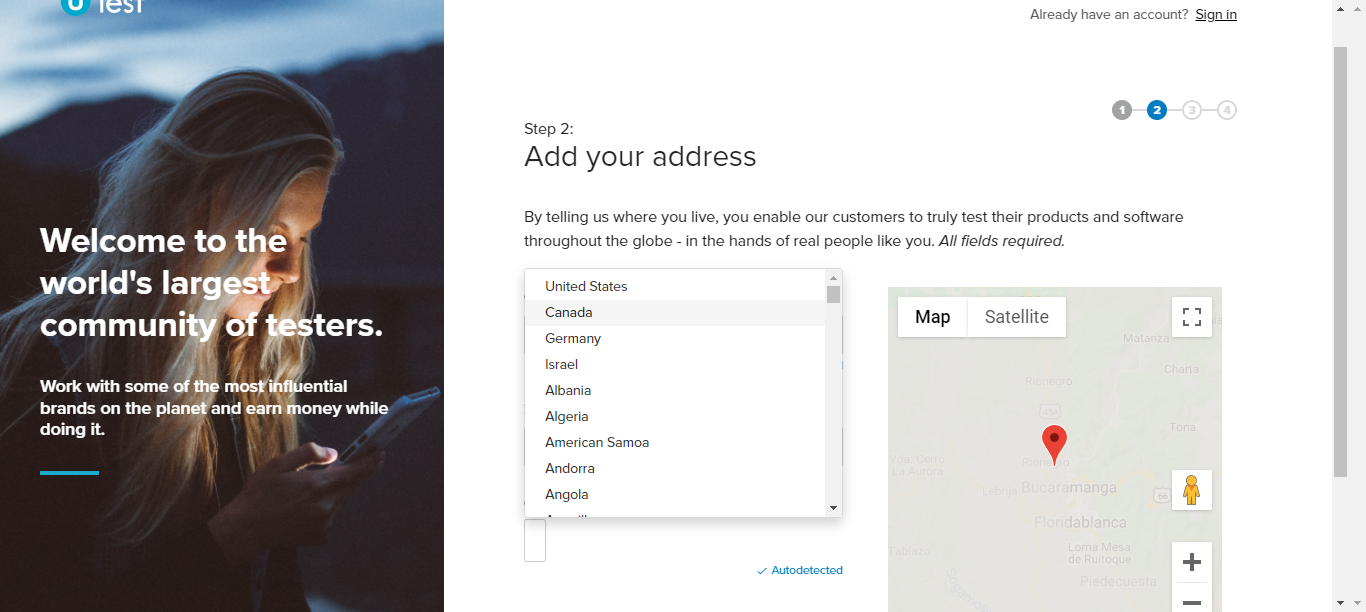 Test
Already have an account? Sign in
1 2 3 4
Step 2:
Add your address
By telling us where you live, you enable our customers to truly test their products and software
throughout the globe - in the hands of real people like you. All fields required.
Welcome to the
world's largest
community of testers.
Work with some of the most influential
brands on the planet and earn money while
doing it.
United States
Canada
Germany
Israel
Albania
Algeria
American Samoa
Andorra
Angola
Autodetected
Map Satellite
Matanza
Charta
Rionegro
45A
Tona
Rionegro
Vda. Cerro
La Aurora
Lebrija
Bucaramanga
66
Floridablanca
Tablazo
Loma Mesa
de Ruitoque
Piedecuesta